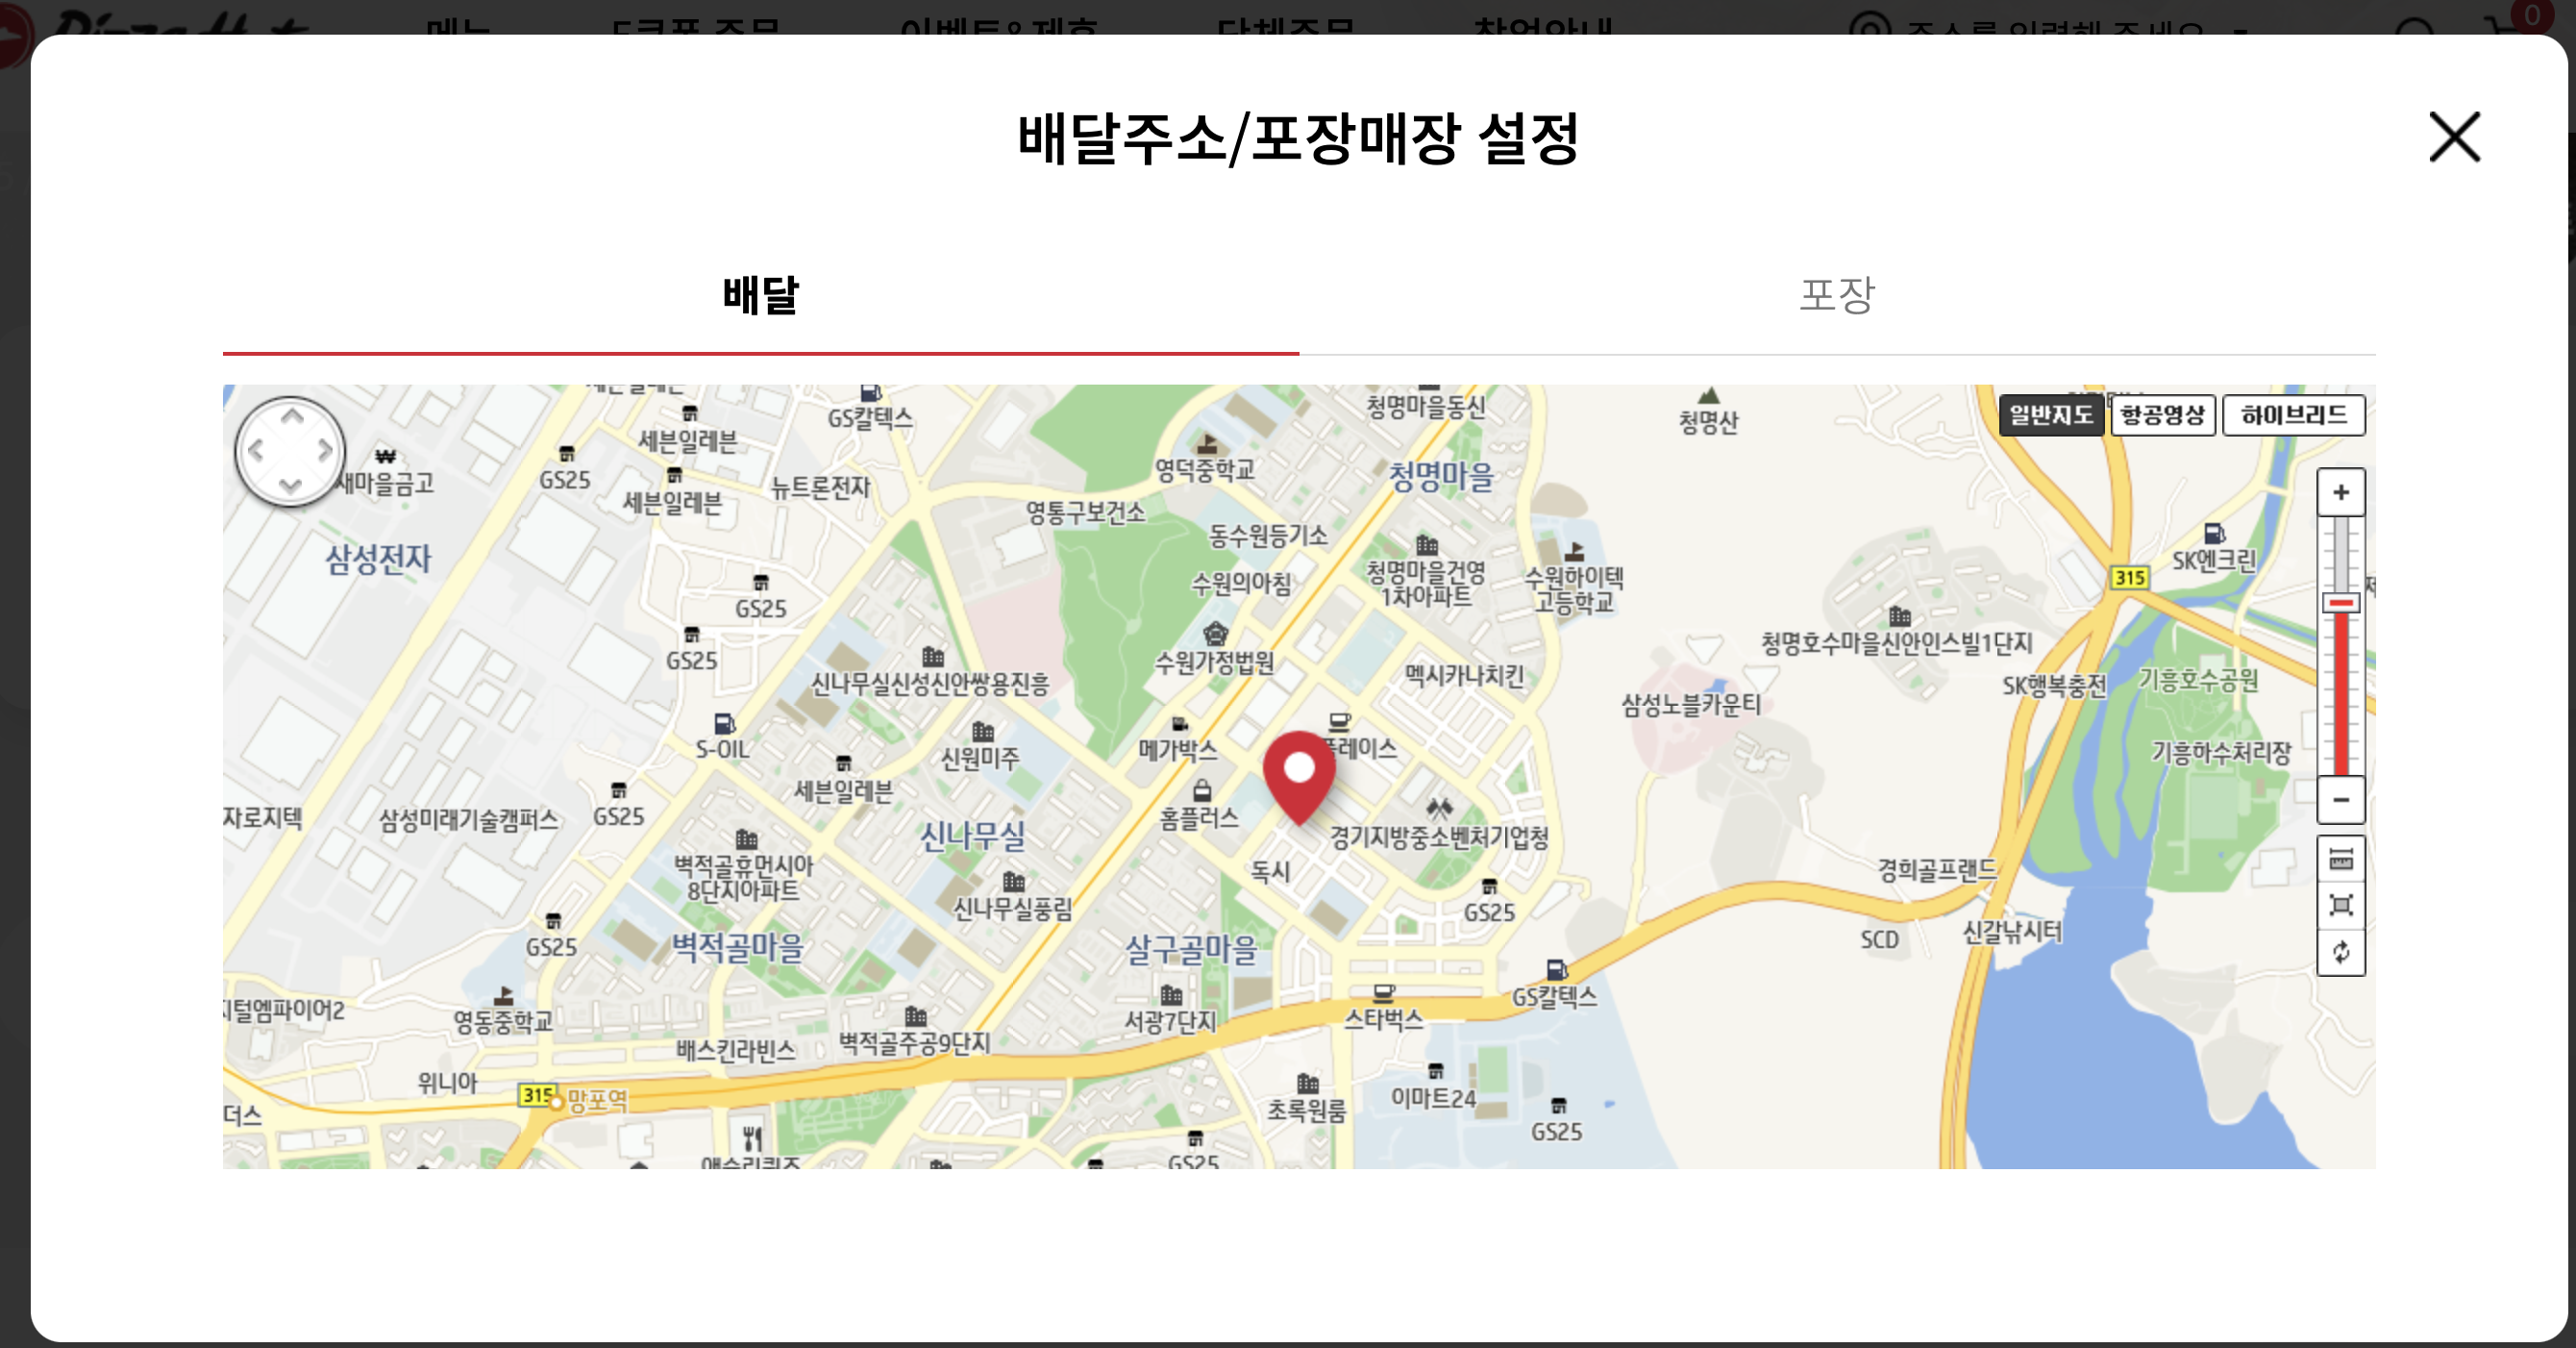 0
배달주소/포장매장 설정
배달
포장
청명마을동신
GS칼텍스
청명산
일반지도
항공영상
하이브리드
세븐일레븐
영덕중학교
GS25
새마을금고
청명마을
뉴트론전자
세븐일레븐
영통구보건소
동수원등기소
삼성전자
SK엔크린
청명마을건영
1차아파트
수원하이텍
고등학교
315
수원의아침
GS25
청명호수마을신안인스빌1단지
GS25
수원가정법원
멕시카나치킨
신나무실신성신안쌍용진흥
SK행복충전
기흥호수공원
삼성노블카운티
S-OIL
신원미주
메가박스
플레이스
기흥하수처리장
세븐일레븐
자로지텍
삼성미래기술캠퍼스
GS25
홈플러스
신나무실
경기지방중소벤처기업청
벽적골휴먼시아
8단지아파트
독시
경희골프랜드
신나무실풍림
GS25
GS25
벽적골마을
살구골마을
SCD
신갈낚시터
GS칼텍스
지털엠파이어2
영동중학교
서광7단지
스타벅스
배스킨라빈스
벽적골주공9단지
위니아
315
망포역
더스
초록원룸
이마트24
GS25
GS25